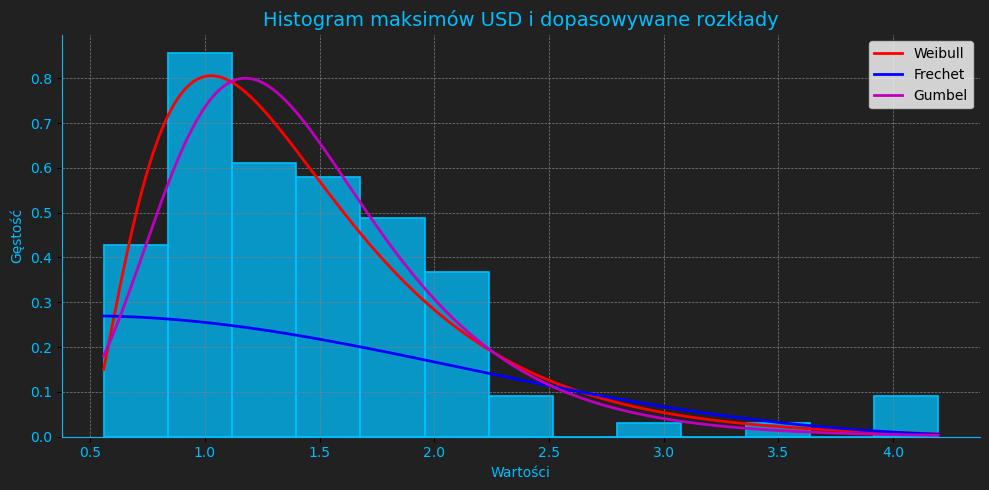 Histogram maksimów USD i dopasowywane rozkłady
Weibull
Frechet
Gumbel
Gęstość
0.8
0.7
0.6
0.5
0.4
0.3
0.2
0.1
0.0
0.5 1.0 1.5 2.0 2.5 3.0 3.5 4.0
Wartości